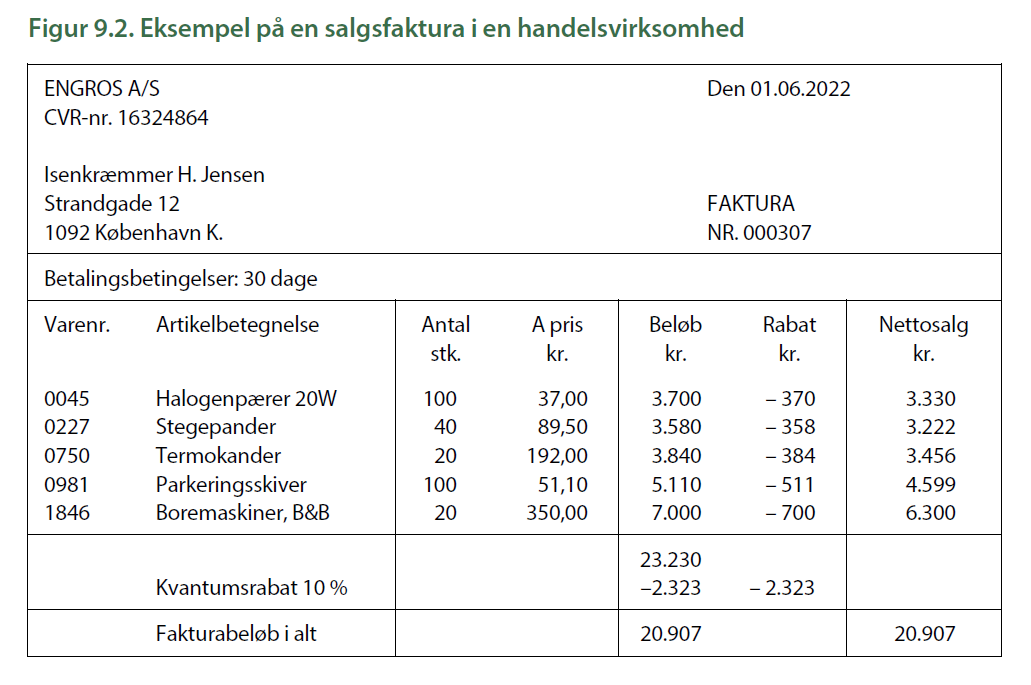 Figur 9.2. Eksempel på en salgsfaktura i en handelsvirksomhed
ENGROS A/S Den 01.06.2022
CVR-nr. 16324864
Isenkræmmer H. Jensen
Strandgade 12 FAKTURA
1092 København K. NR. 000307
Betalingsbetingelser: 30 dage
Varenr. Artikelbetegnelse Antal A pris Beløb Rabat Nettosalg
stk. kr. kr. kr. kr.
0045 Halogenpærer 20W 100 37,00 3.700 – 370 3.330
0227 Stegepander 40 89,50 3.580 – 358 3.222
0750 Termokander 20 192,00 3.840 – 384 3.456
0981 Parkeringsskiver 100 51,10 5.110 – 511 4.599
1846 Boremaskiner, B&B 20 350,00 7.000 – 700 6.300
23.230
Kvantumsrabat 10 % –2.323 – 2.323
Fakturabeløb i alt 20.907 20.907